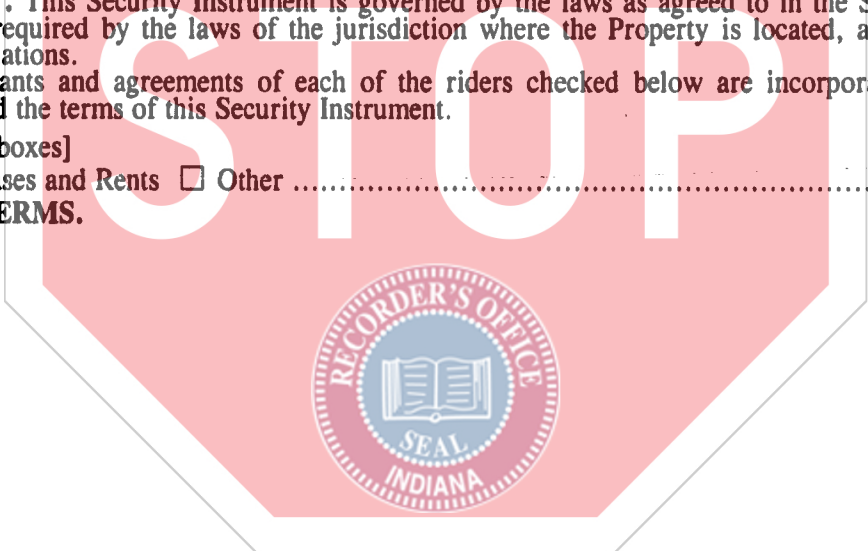 . This Security Instrument is governed by the laws as agreed to in the S
equired by the laws of the jurisdiction where the Property is located, a
ations.
ants and agreements of each of the riders checked below are incorpor
the terms of this Security Instrument.
boxes]
ses and Rents ☐ Other ........................................................
ERMS.
STOP
RECORDER'S OFFICE
SEAL
INDIANA